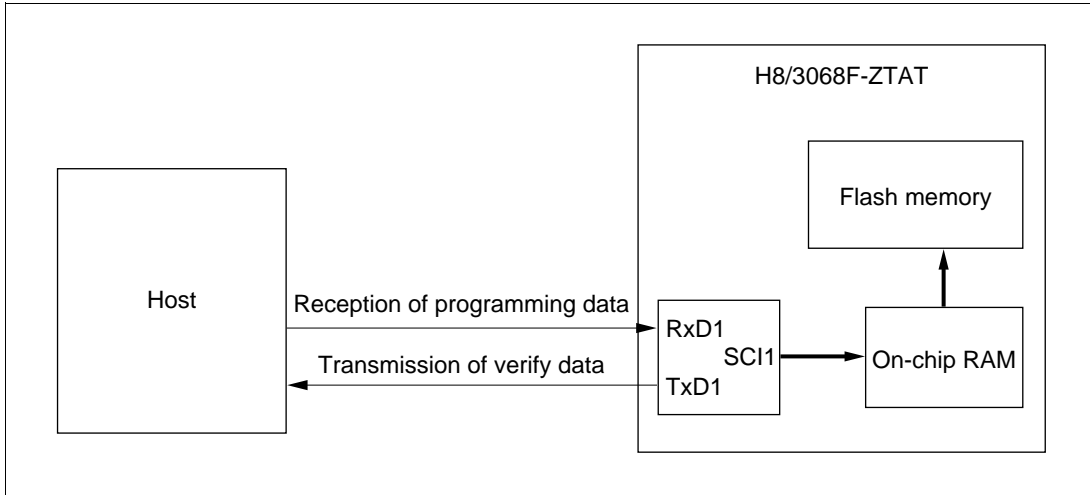 H8/3068F-ZTAT
Flash memory
Host
Reception of programming data
RxD1
SCI1
On-chip RAM
Transmission of verify data
TxD1